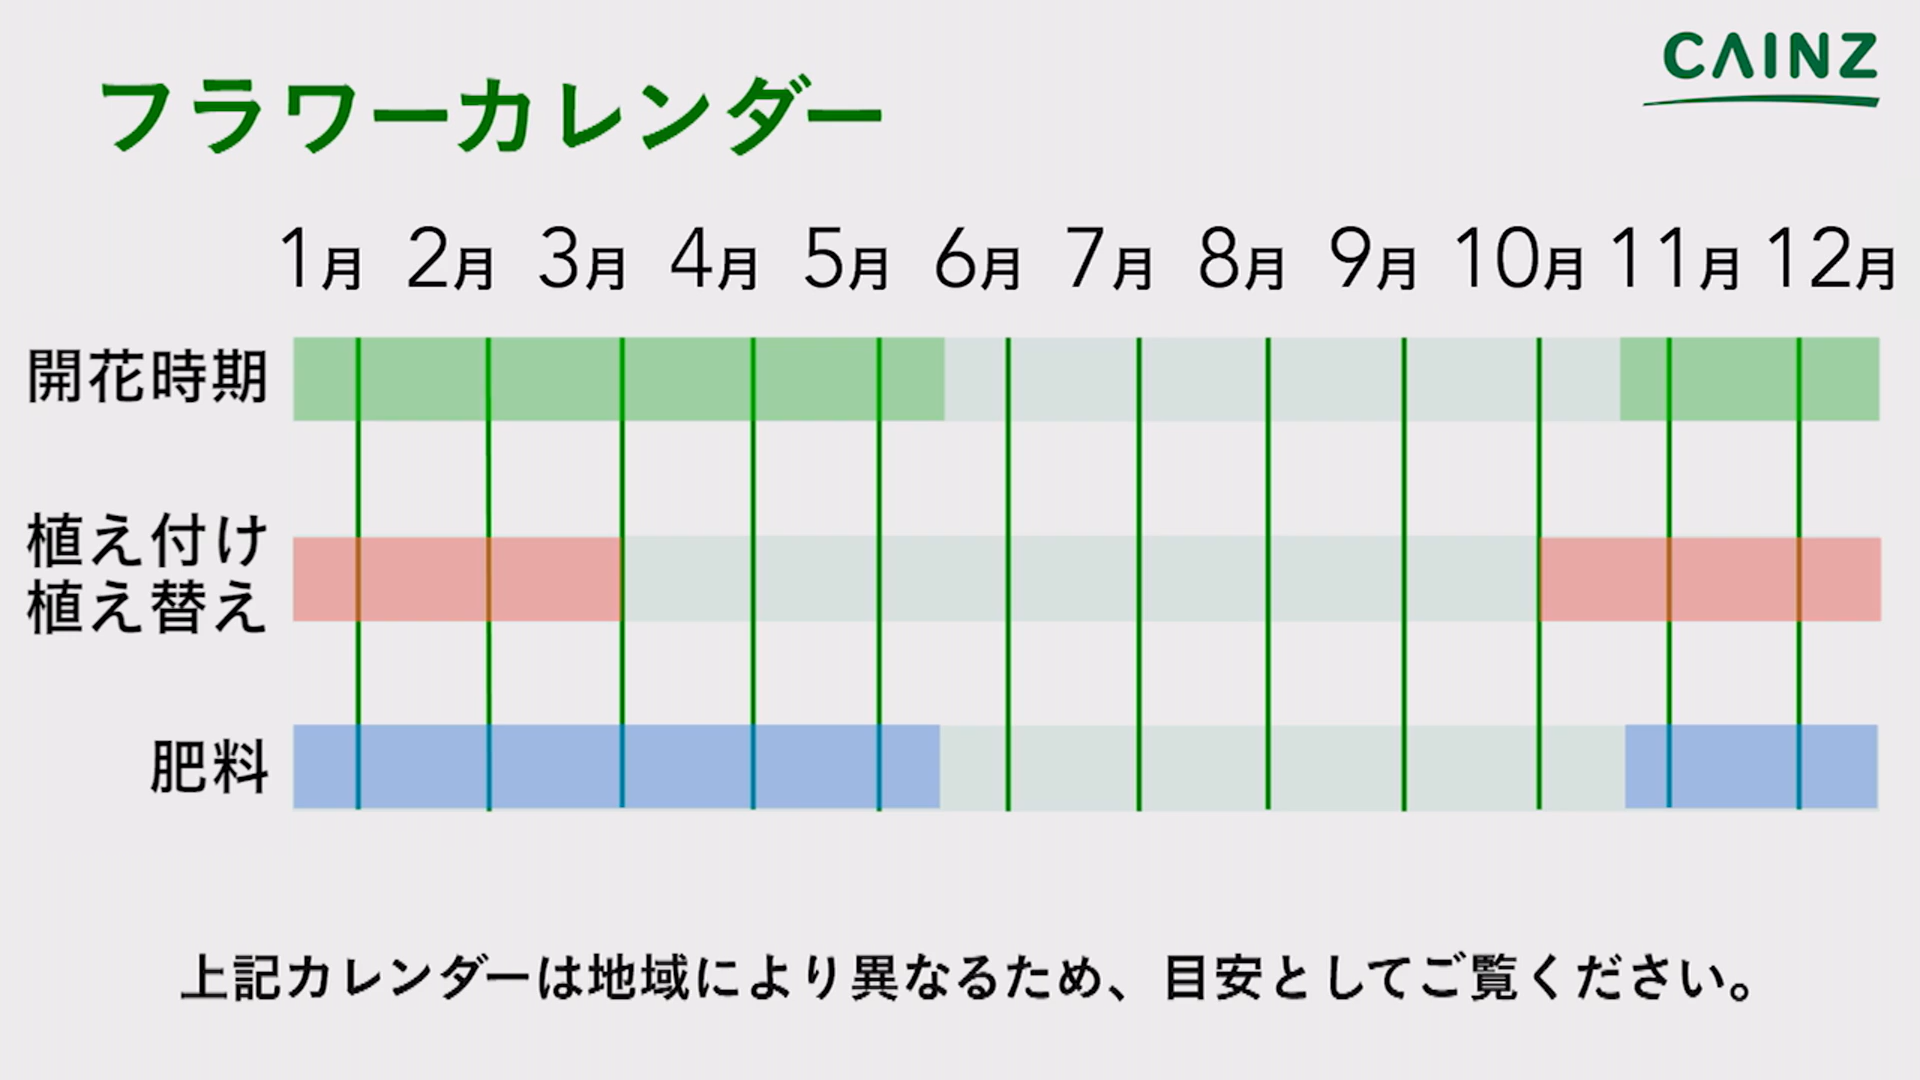 CAINZ
フラワーカレンダー
1月 2月 3月 4月 5月 6月 7月 8月 9月 10月 11月 12月
開花時期
植え付け
植え替え
肥料
上記カレンダーは地域により異なるため、目安としてご覧ください。